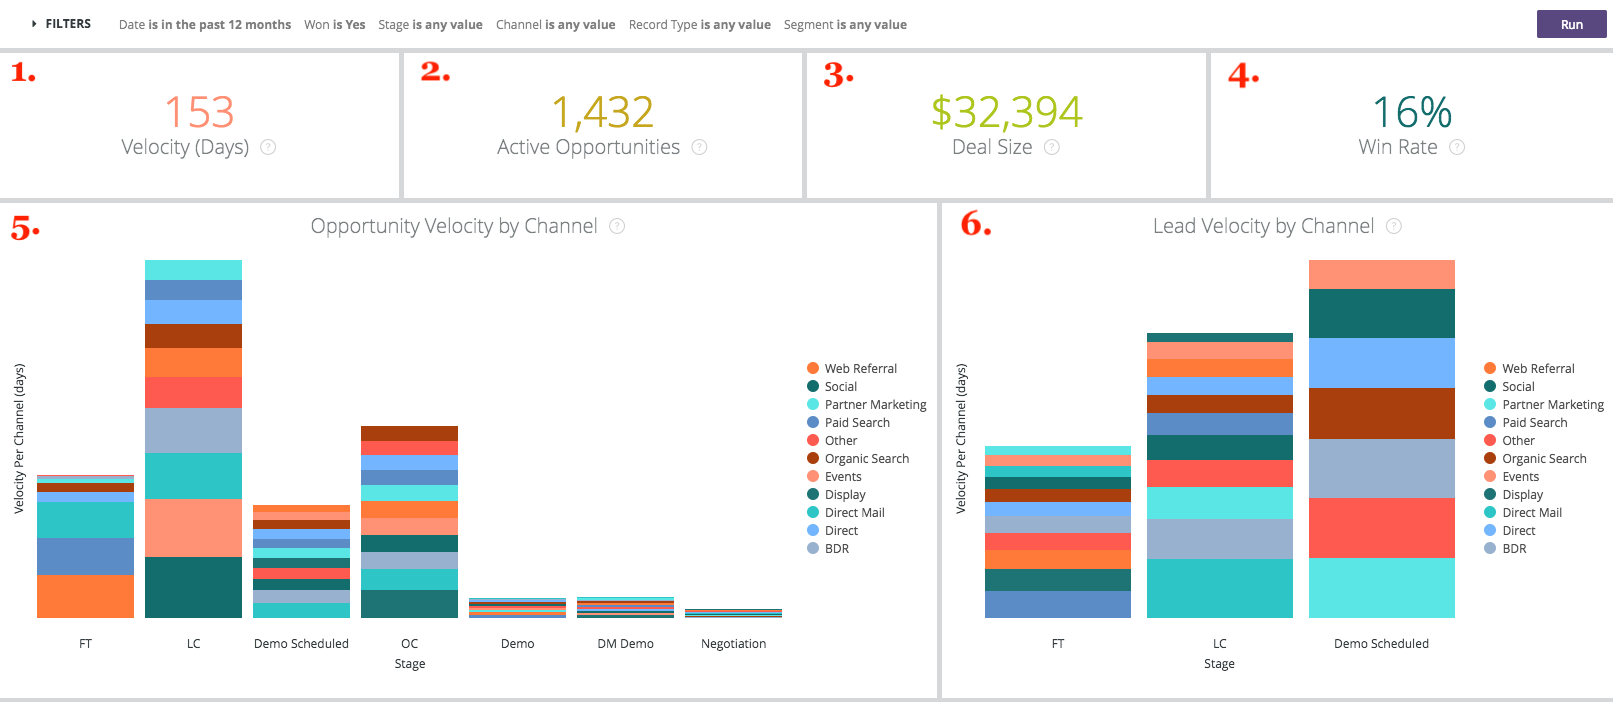 FILTERS Date is in the past 12 months Won is Yes Stage is any value Channel is any value Record Type is any value Segment is any value Run
1.
153
Velocity (Days) ?
2.
1,432
Active Opportunities ?
3.
$32,394
Deal Size ?
4.
16%
Win Rate ?
5.
Opportunity Velocity by Channel ?
Velocity Per Channel (days)
FT LC Demo Scheduled OC Demo DM Demo Negotiation
Stage
Web Referral
Social
Partner Marketing
Paid Search
Other
Organic Search
Events
Display
Direct Mail
Direct
BDR
6.
Lead Velocity by Channel ?
Velocity Per Channel (days)
FT LC Demo Scheduled
Stage
Web Referral
Social
Partner Marketing
Paid Search
Other
Organic Search
Events
Display
Direct Mail
Direct
BDR